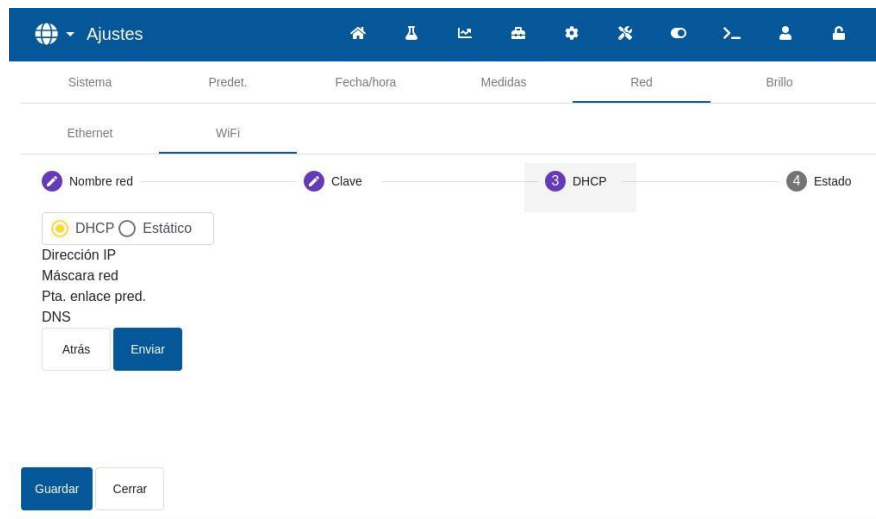 Ajustes
Sistema Predet. Fecha/hora Medidas Red Brillo
Ethernet WiFi
Nombre red Clave 3 DHCP 4 Estado
DHCP Estático
Dirección IP
Máscara red
Pta. enlace pred.
DNS
Atrás Enviar
Guardar Cerrar